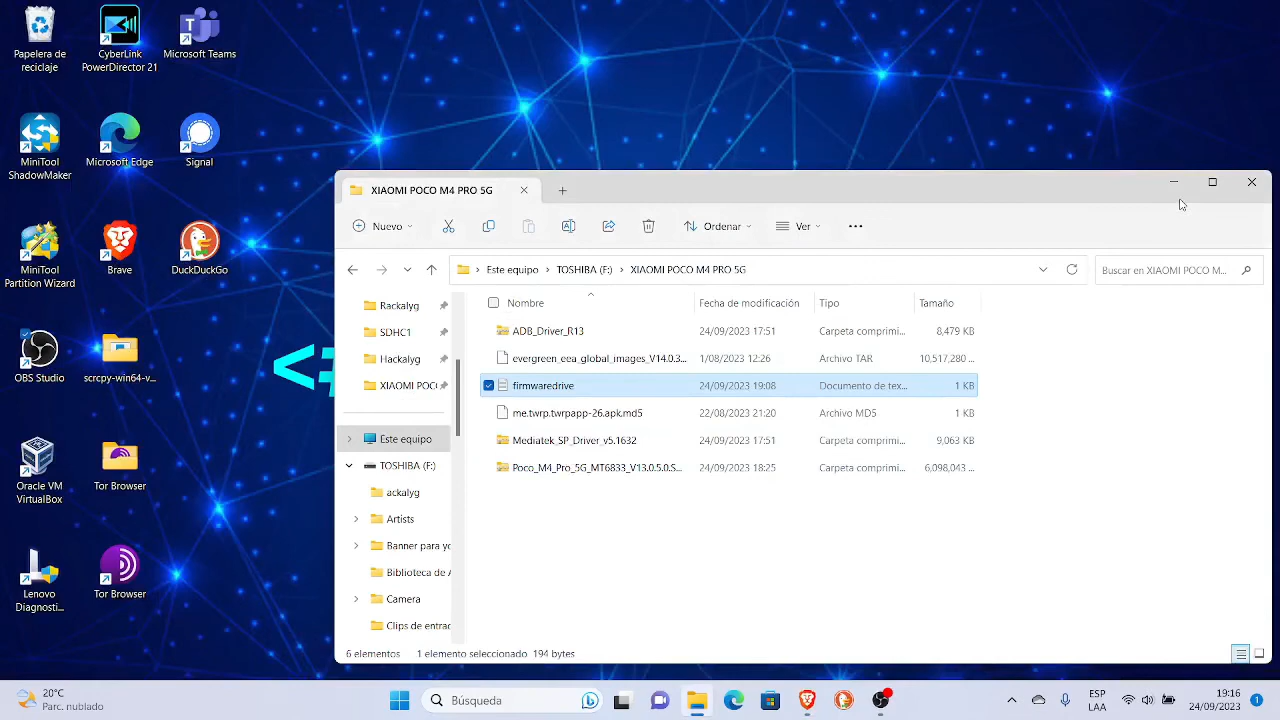 Papelera de
reciclaje
CyberLink
PowerDirector 21
Microsoft Teams
MiniTool
ShadowMaker
Microsoft Edge
Signal
MiniTool
Partition Wizard
Brave
DuckDuckGo
OBS Studio
scrcpy-win64-v...
Oracle VM
VirtualBox
Tor Browser
Lenovo
Diagnosti...
Tor Browser
<#
XIAOMI POCO M4 PRO 5G
Nuevo
Ordenar
Ver
Este equipo > TOSHIBA (F:) > XIAOMI POCO M4 PRO 5G
Buscar en XIAOMI POCO M...
Rackalyg
SDHC1
Hackalyg
XIAOMI POC
Este equipo
TOSHIBA (F:)
ackalyg
Artists
Banner para yo
Biblioteca de A
Camera
Clips de entra
Nombre Fecha de modificación Tipo Tamaño
ADB_Driver_R13 24/09/2023 17:51 Carpeta comprimi... 8,479 KB
evergreen_eea_global_images_V14.0.3... 1/08/2023 12:26 Archivo TAR 10,517,280 ...
firmwaredrive 24/09/2023 19:08 Documento de tex... 1 KB
me.twrp.twrpapp-26.apk.md5 22/08/2023 21:20 Archivo MD5 1 KB
Mediatek_SP_Driver_v5.1632 24/09/2023 17:51 Carpeta comprimi... 9,063 KB
Poco_M4_Pro_5G_MT6833_V13.0.5.0.S... 24/09/2023 18:25 Carpeta comprimi... 6,098,043 ...
6 elementos 1 elemento seleccionado 194 bytes
20°C
Parc. nublado
Búsqueda
ESP
LAA
19:16
24/09/2023
1